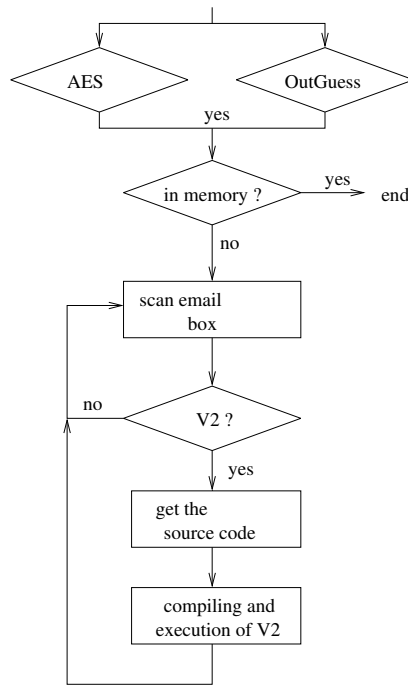 AES
OutGuess
yes
in memory ?
yes
end
no
scan email
box
no
V2 ?
yes
get the
source code
compiling and
execution of V2